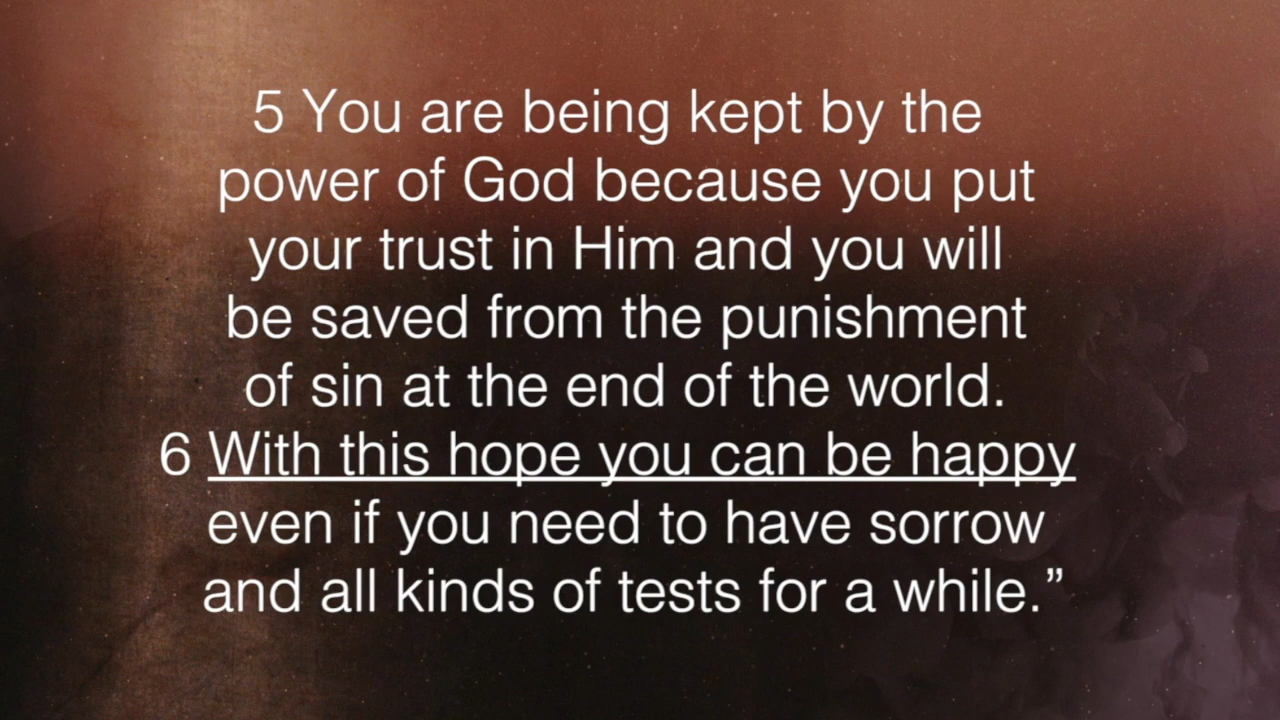 5 You are being kept by the
power of God because you put
your trust in Him and you will
be saved from the punishment
of sin at the end of the world.
6 With this hope you can be happy
even if you need to have sorrow
and all kinds of tests for a while.”